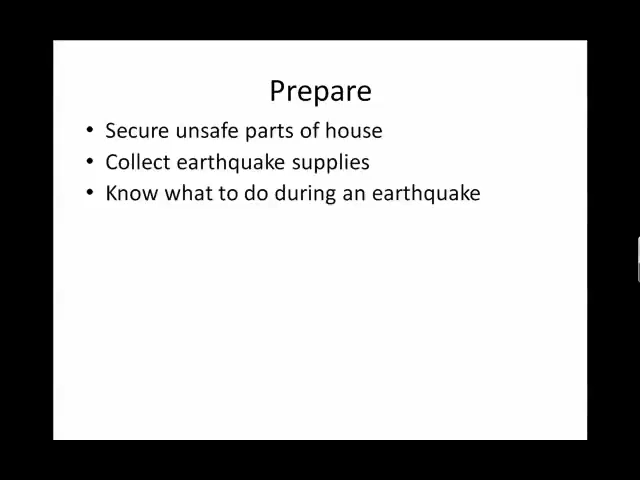 Prepare
• Secure unsafe parts of house
• Collect earthquake supplies
• Know what to do during an earthquake